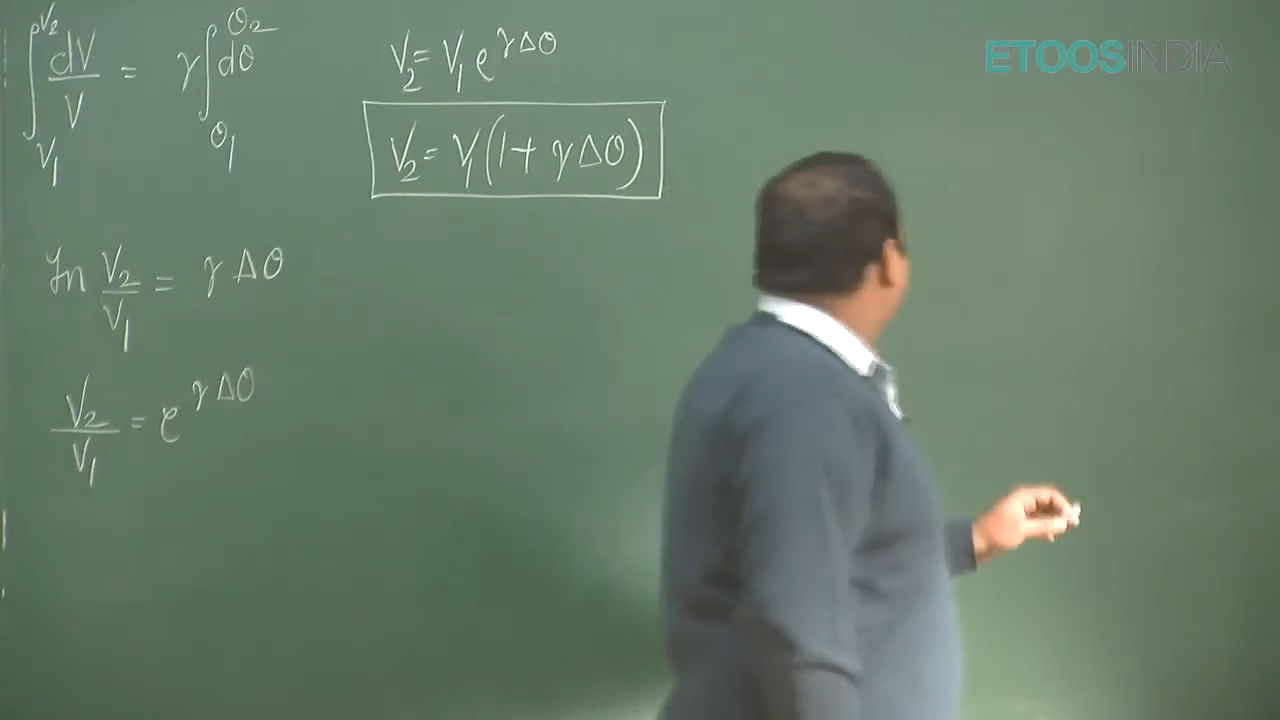 ∫_{V₁}^{V₂} dV/V = γ∫_{θ₁}^{θ₂} dθ
ln V₂/V₁ = γ Δθ
V₂/V₁ = e^{γΔθ}
V₂ = V₁ e^{γΔθ}
V₂ = V₁(1 + γΔθ)
ETOOSINDIA